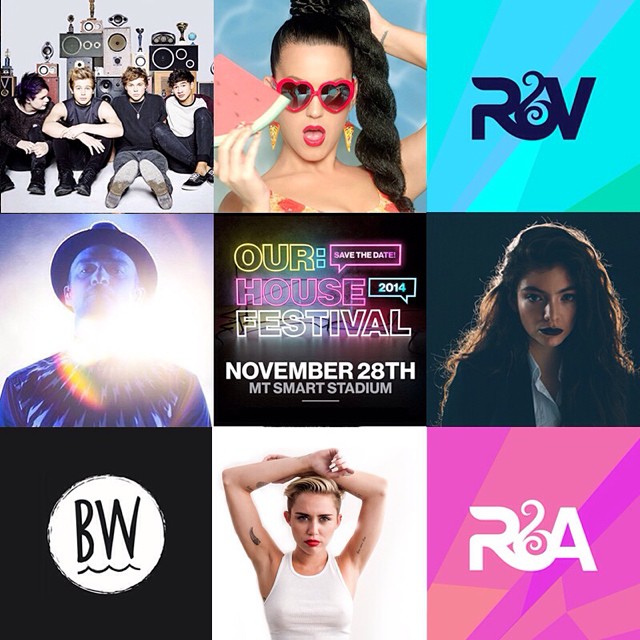 R&V
OUR:
SAVE THE DATE!
HOUSE
2014
FESTIVAL
NOVEMBER 28TH
MT SMART STADIUM
BW
R&A